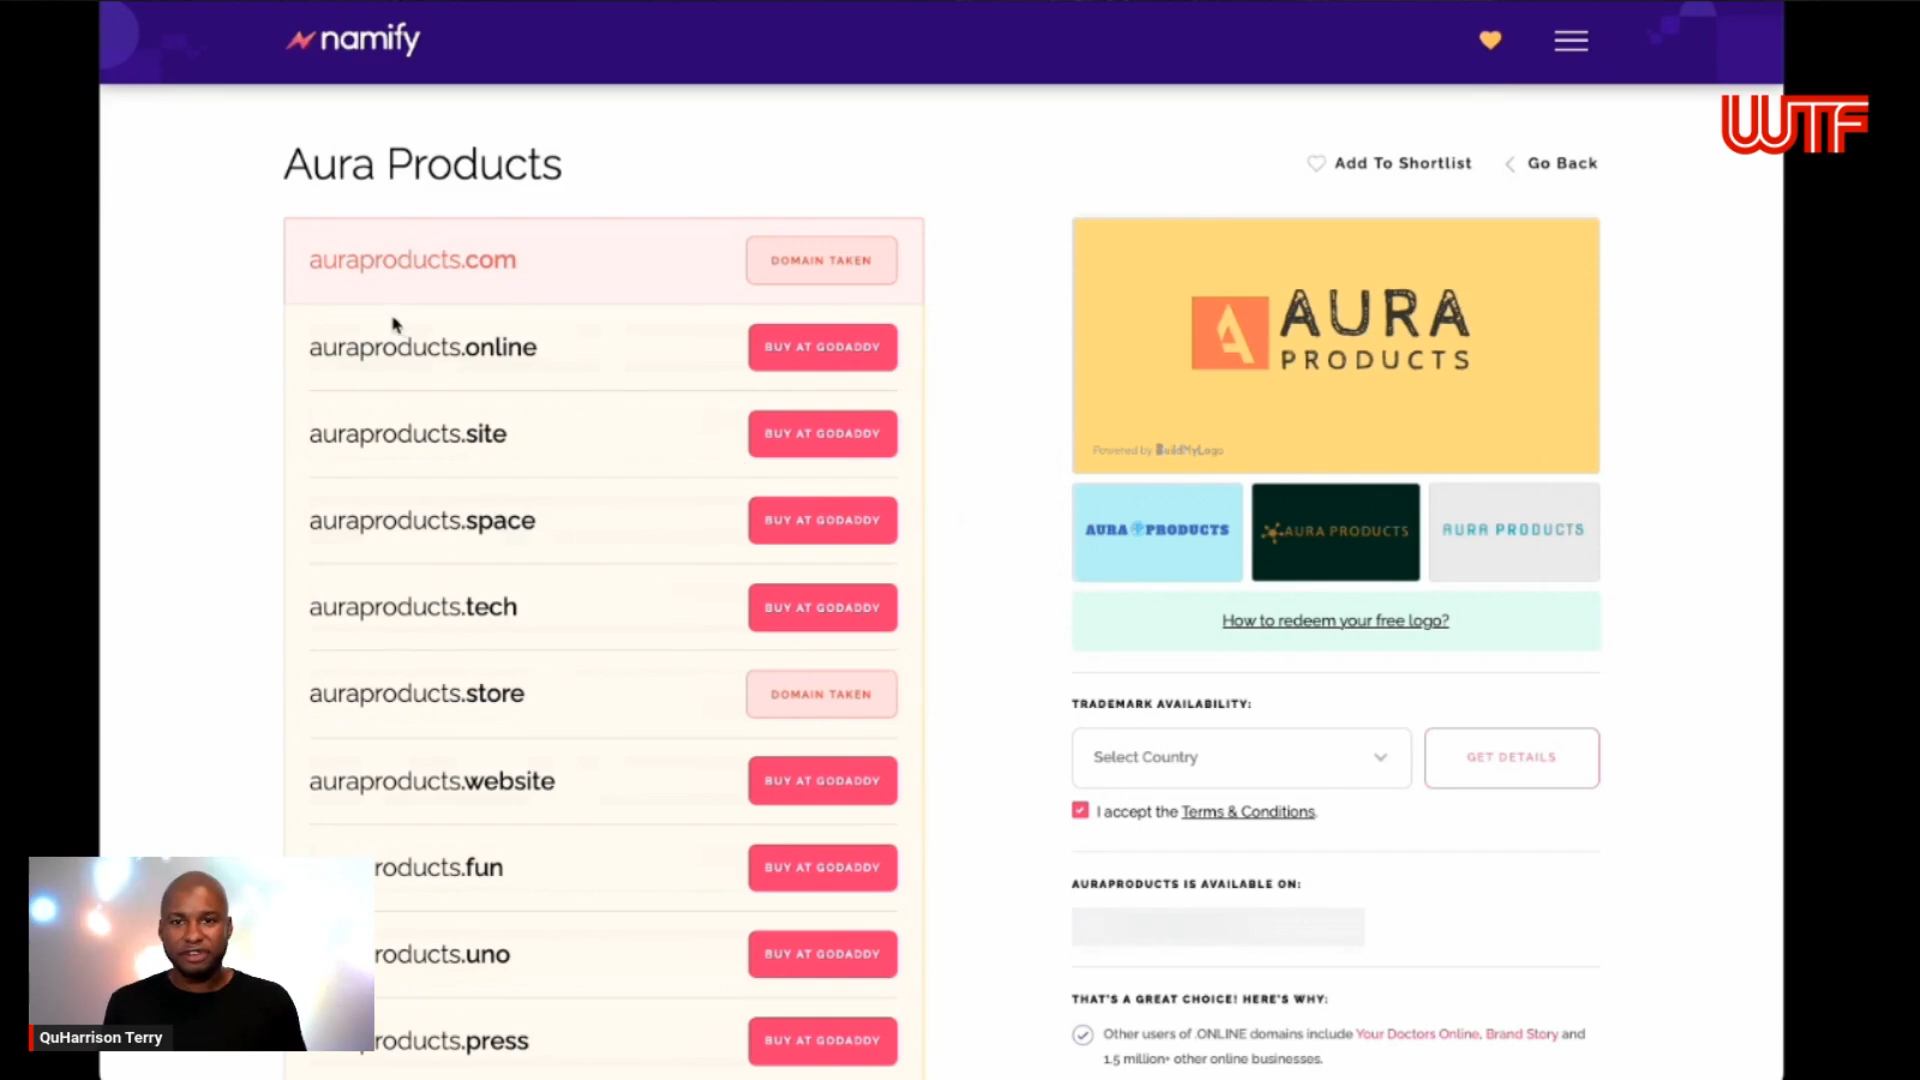 namify
WTF
Aura Products
Add To Shortlist
Go Back
auraproducts.com
DOMAIN TAKEN
auraproducts.online
BUY AT GODADDY
auraproducts.site
BUY AT GODADDY
auraproducts.space
BUY AT GODADDY
auraproducts.tech
BUY AT GODADDY
auraproducts.store
DOMAIN TAKEN
auraproducts.website
BUY AT GODADDY
roducts.fun
BUY AT GODADDY
roducts.uno
BUY AT GODADDY
products.press
BUY AT GODADDY
AURA
PRODUCTS
Powered by BuildMyLogo
AURA PRODUCTS
AURA PRODUCTS
AURA PRODUCTS
How to redeem your free logo?
TRADEMARK AVAILABILITY:
Select Country
GET DETAILS
I accept the Terms & Conditions.
AURAPRODUCTS IS AVAILABLE ON:
THAT'S A GREAT CHOICE! HERE'S WHY:
Other users of .ONLINE domains include Your Doctors Online, Brand Story and
1.5 million+ other online businesses.
QuHarrison Terry